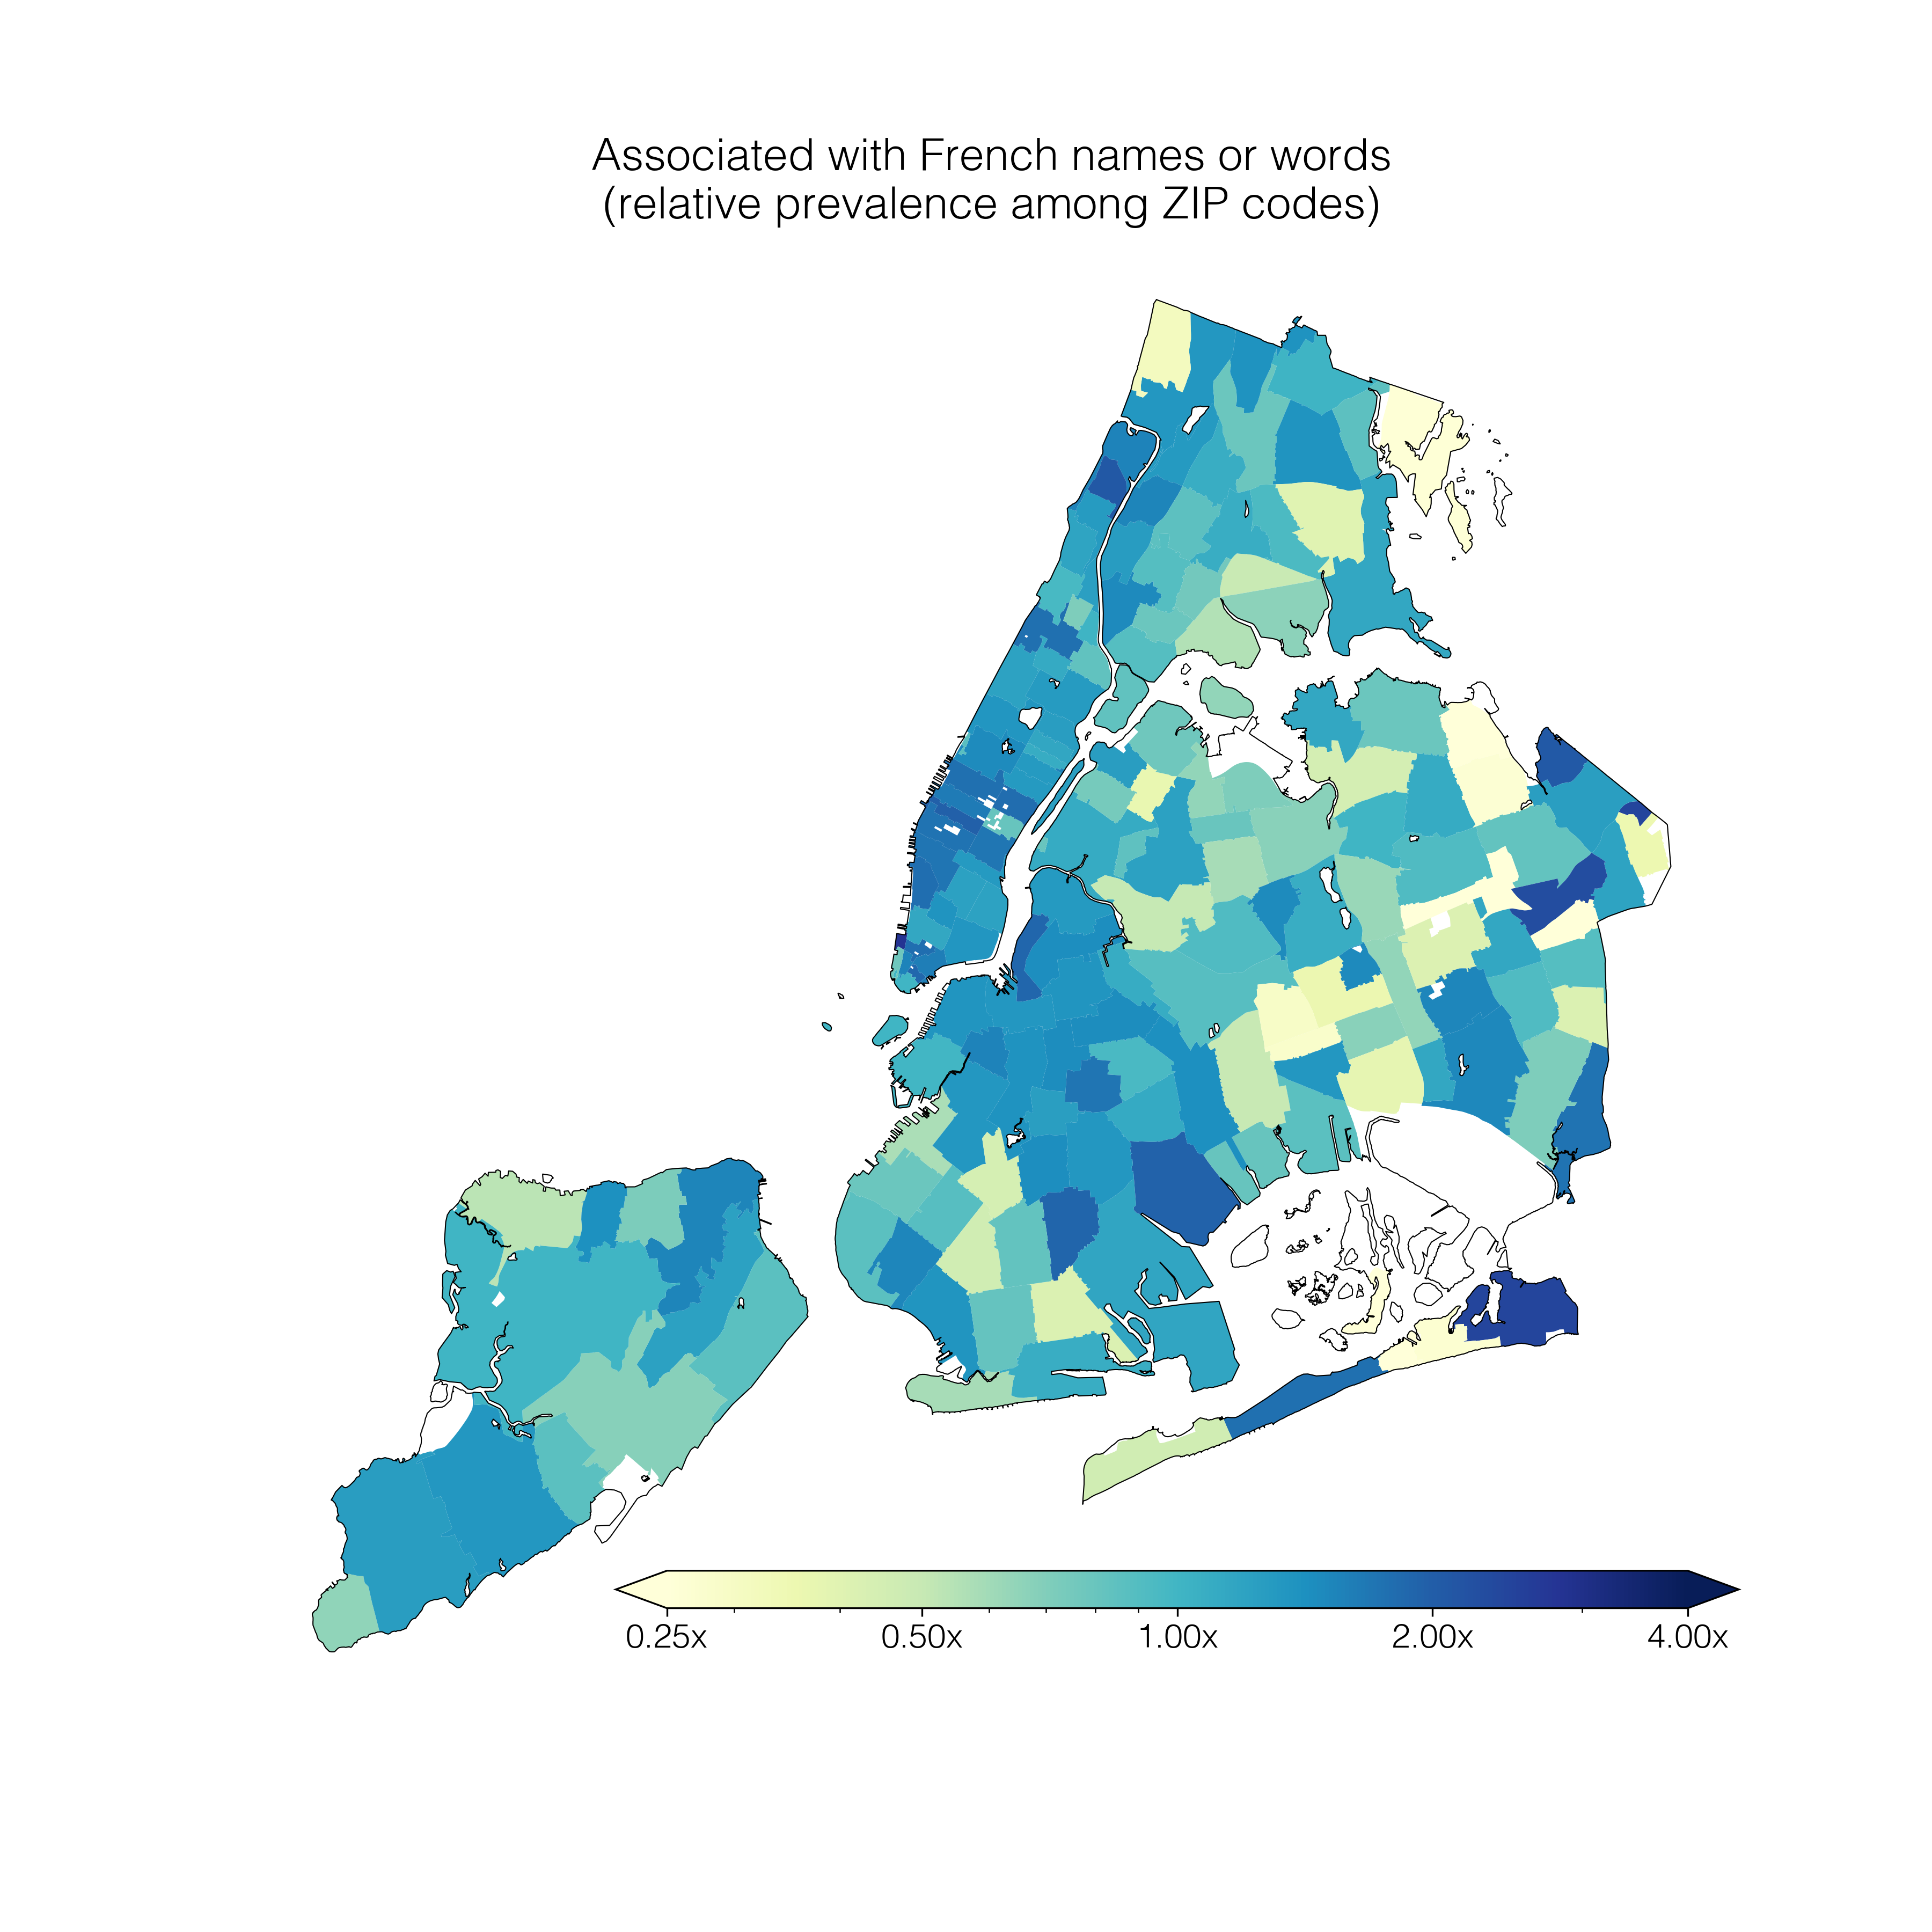 Associated with French names or words
(relative prevalence among ZIP codes)
0.25x 0.50x 1.00x 2.00x 4.00x